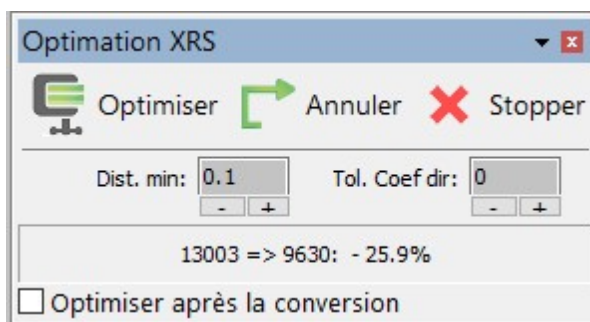 Optimation XRS
Optimiser Annuler Stopper
Dist. min: 0.1 Tol. Coef dir: 0
- + - +
13003 => 9630: - 25.9%
Optimiser après la conversion